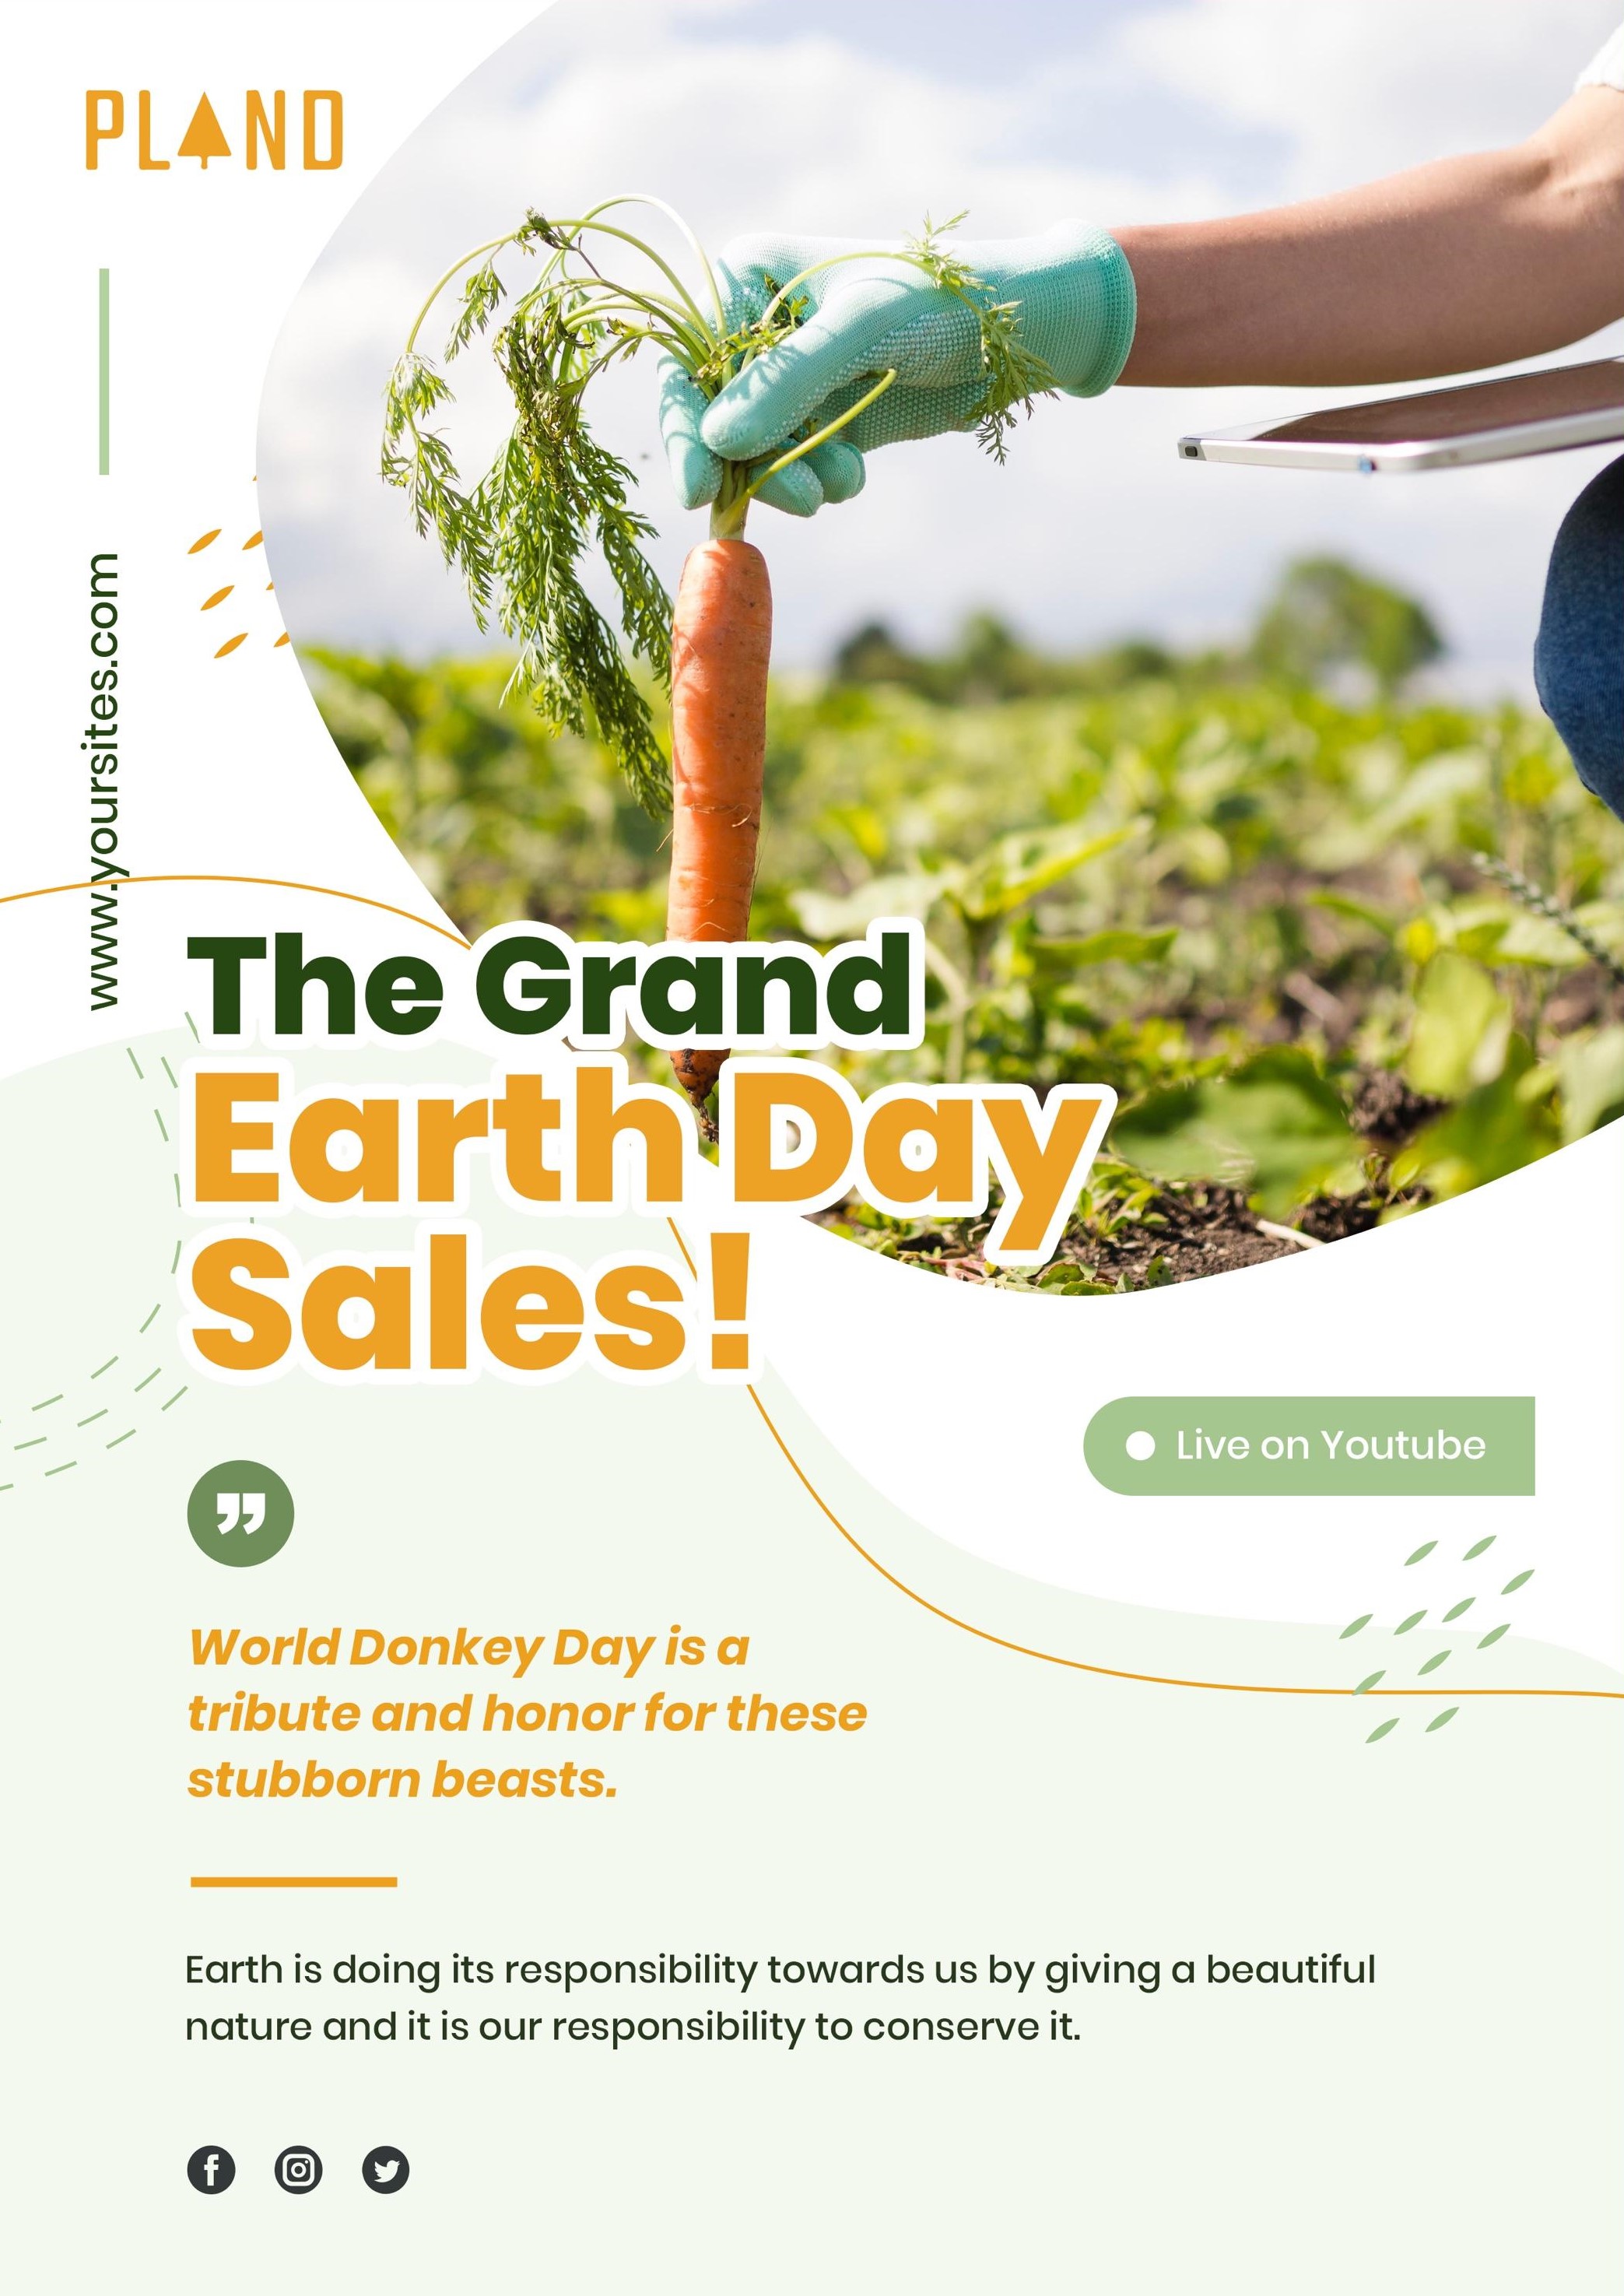 PLAND
www.yoursites.com
The Grand
Earth Day
Sales!
Live on Youtube
World Donkey Day is a
tribute and honor for these
stubborn beasts.
Earth is doing its responsibility towards us by giving a beautiful
nature and it is our responsibility to conserve it.